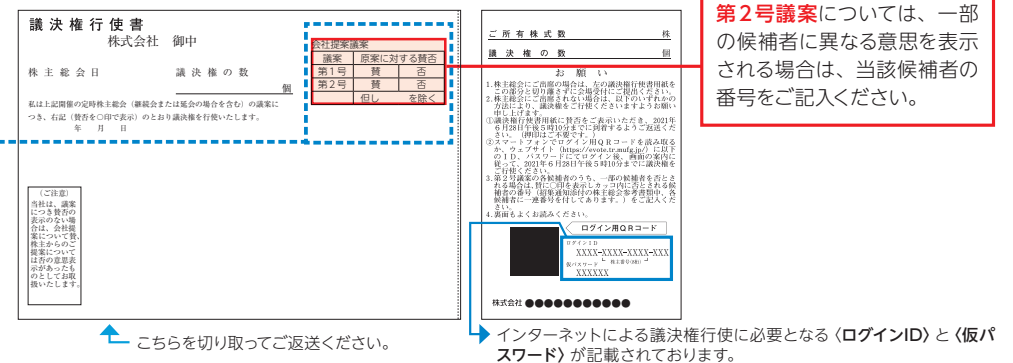 議決権行使書
株式会社 御中
株主総会日 議決権の数
個
私は上記開催の定時株主総会(継続会または延会の場合を含む)の議案に
つき、右記(賛否を○印で表示)のとおり議決権を行使いたします。
年 月 日
会社提案議案
議案 原案に対する賛否
第1号 賛 否
第2号 賛 否
但し を除く
(ご注意)
当社は、議案
につき賛否の
表示のない場
合は、会社提
案について賛、
株主からのご
提案について
は否の意思表
示があったも
のとしてお取
扱いたします。
こちらを切り取ってご返送ください。
ご所有株式数 株
議決権の数 個
お願い
1.株主総会にご出席の場合は、左の議決権行使書用紙を
この部分と切り離さずに会場受付にご提出ください。
2.株主総会にご出席されない場合は、以下のいずれかの
方法により、議決権をご行使くださいますようお願い
申し上げます。
①議決権行使書用紙に賛否をご表示いただき、2021年
6月28日午後5時10分までに到着するようご返送くだ
さい。(押印はご不要です。)
②スマートフォンでログイン用QRコードを読み取る
か、ウェブサイト(https://evote.tr.mufg.jp/)に以下
のID、パスワードにてログイン後、画面の案内に
従って、2021年6月28日午後5時10分までに議決権を
ご行使ください。
3.第2号議案の各候補者のうち、一部の候補者を否とさ
れる場合は、賛に○印を表示しカッコ内に否とされる候
補者の番号(招集通知添付の株主総会参考書類中、各
候補者に一連番号を付してあります。)をご記入くだ
さい。
4.裏面もよくお読みください。
ログイン用QRコード
ログインID
XXXX-XXXX-XXXX-XXX
株主番号(8桁)
仮パスワード
XXXXXX
株式会社●●●●●●●●●●●
第2号議案については、一部
の候補者に異なる意思を表示
される場合は、当該候補者の
番号をご記入ください。
インターネットによる議決権行使に必要となる〈ログインID〉と〈仮パ
スワード〉が記載されております。